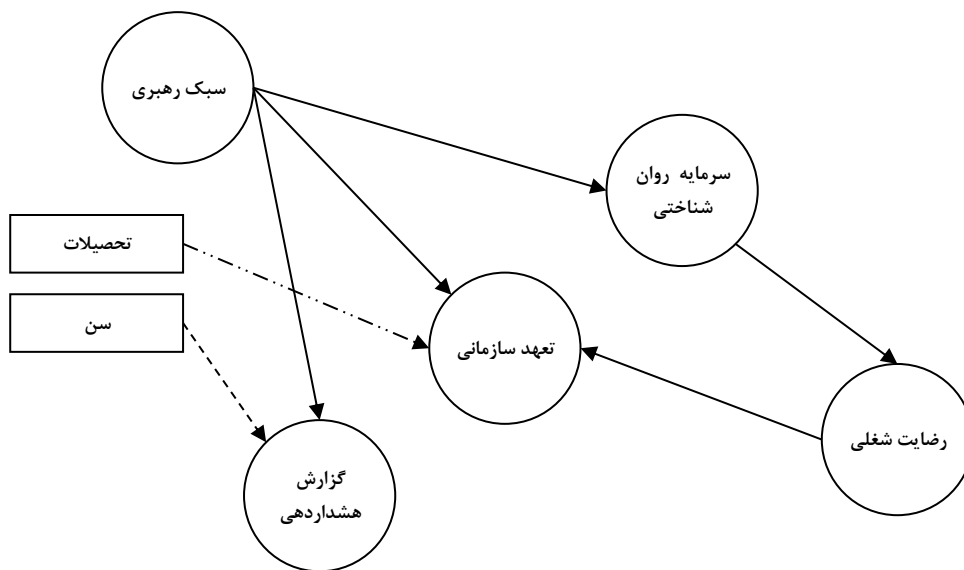 سبک رهبری
سرمایه روان
شناختی
تحصیلات
سن
تعهد سازمانی
رضایت شغلی
گزارش
هشداردهی